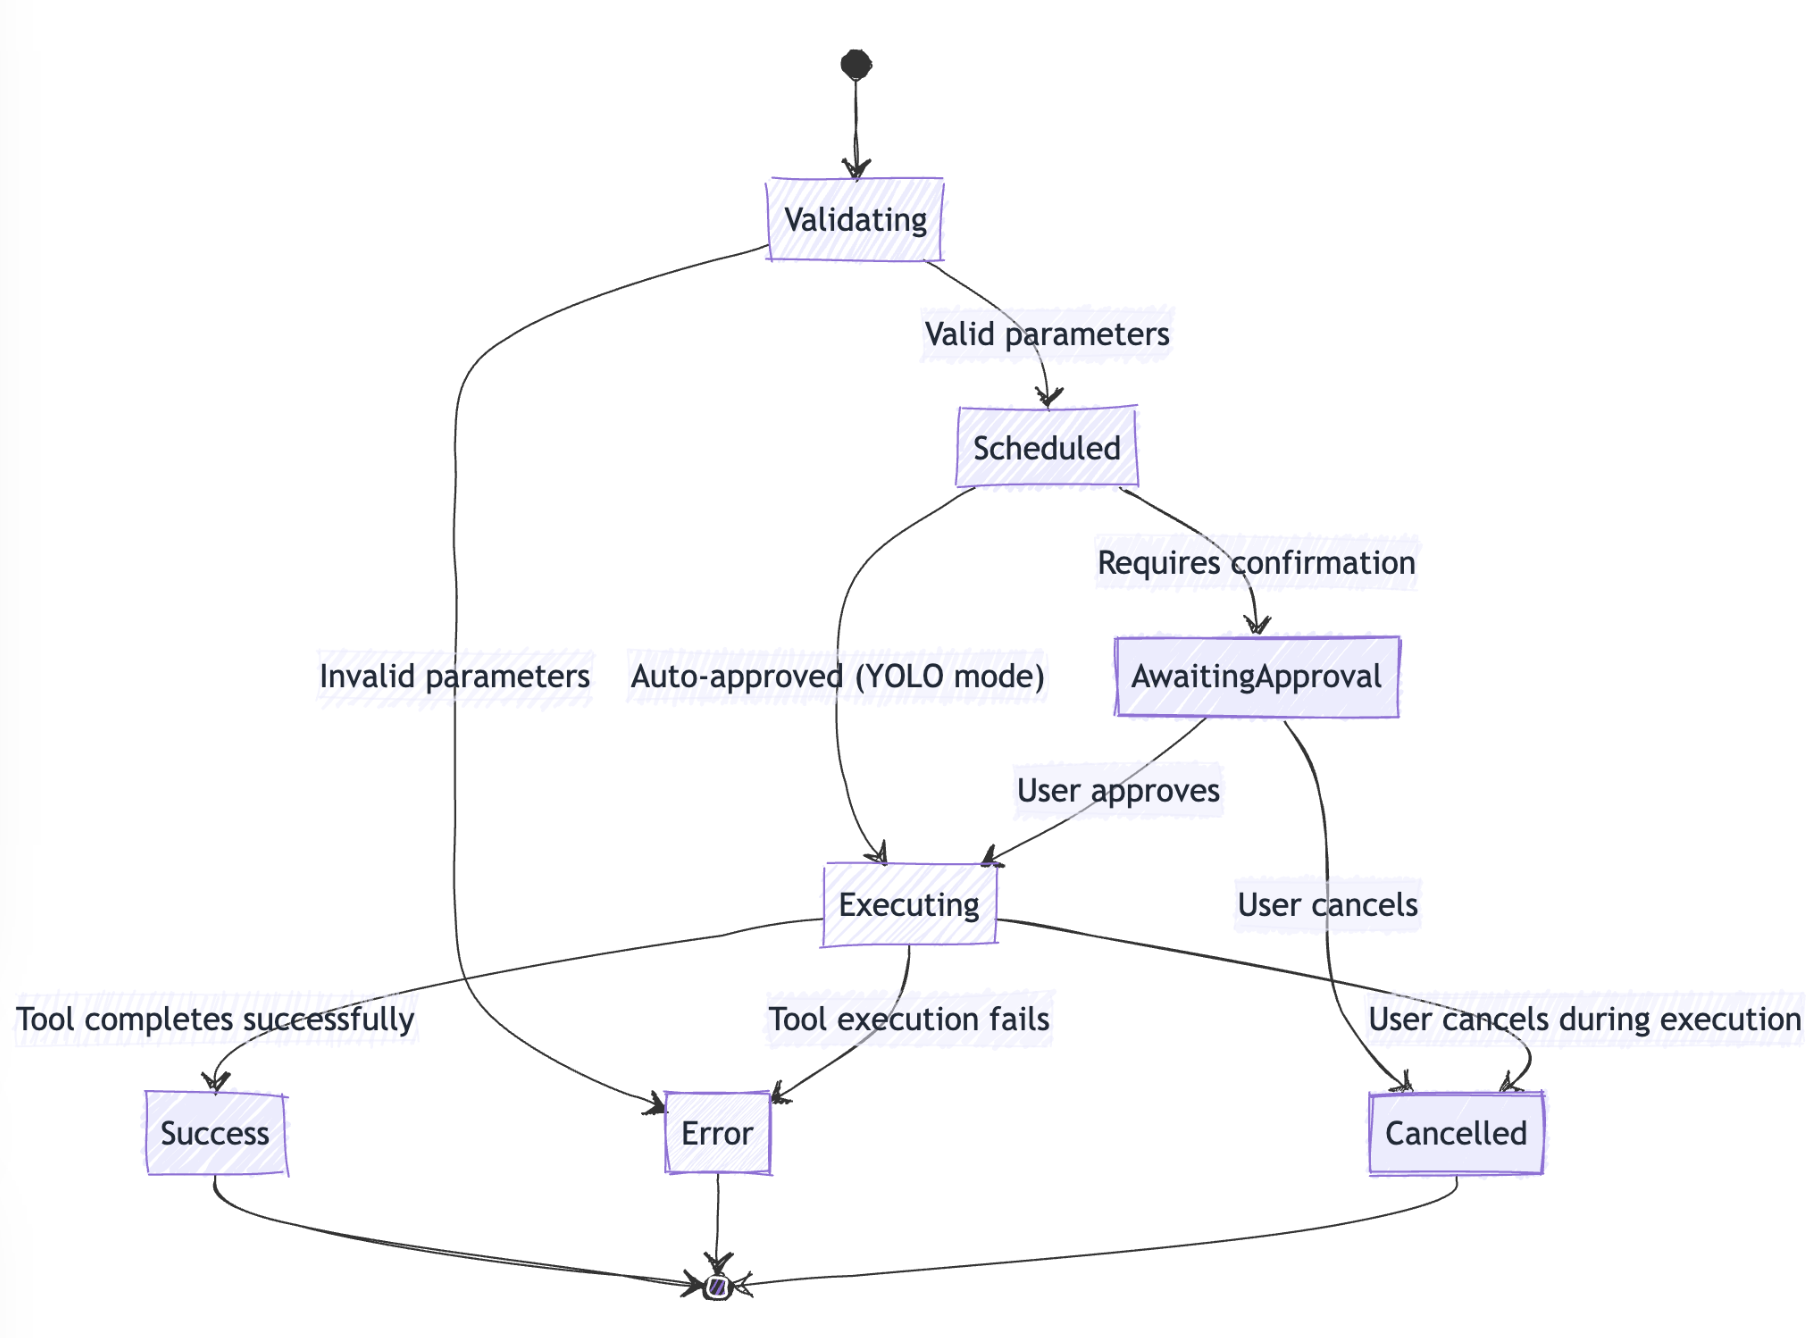 Validating
Valid parameters
Scheduled
Requires confirmation
Invalid parameters
Auto-approved (YOLO mode)
AwaitingApproval
User approves
Executing
User cancels
Tool completes successfully
Tool execution fails
User cancels during execution
Success
Error
Cancelled